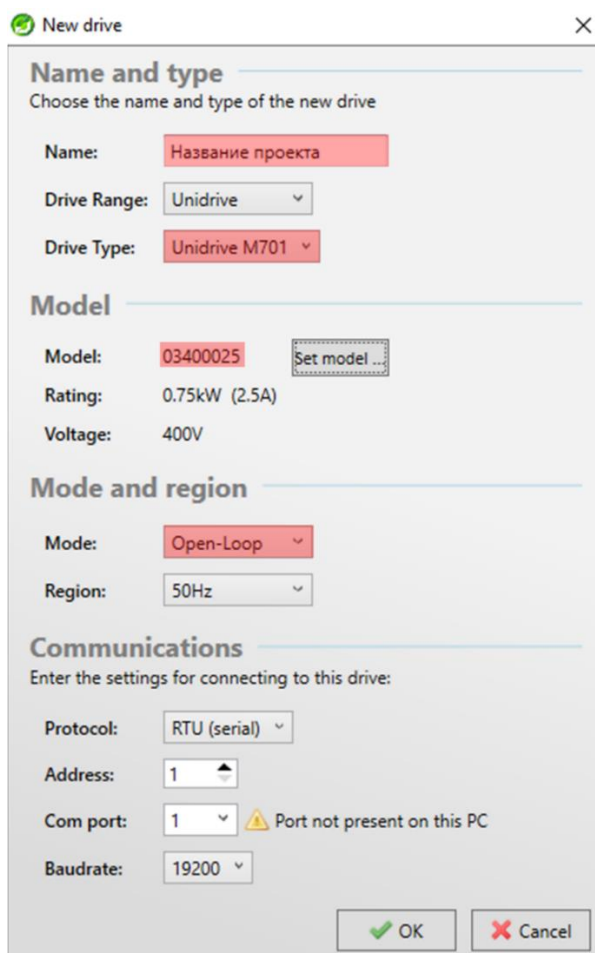 New drive
Name and type
Choose the name and type of the new drive
Name: Название проекта
Drive Range: Unidrive
Drive Type: Unidrive M701
Model
Model: 03400025 Set model ...
Rating: 0.75kW (2.5A)
Voltage: 400V
Mode and region
Mode: Open-Loop
Region: 50Hz
Communications
Enter the settings for connecting to this drive:
Protocol: RTU (serial)
Address: 1
Com port: 1 Port not present on this PC
Baudrate: 19200
OK Cancel